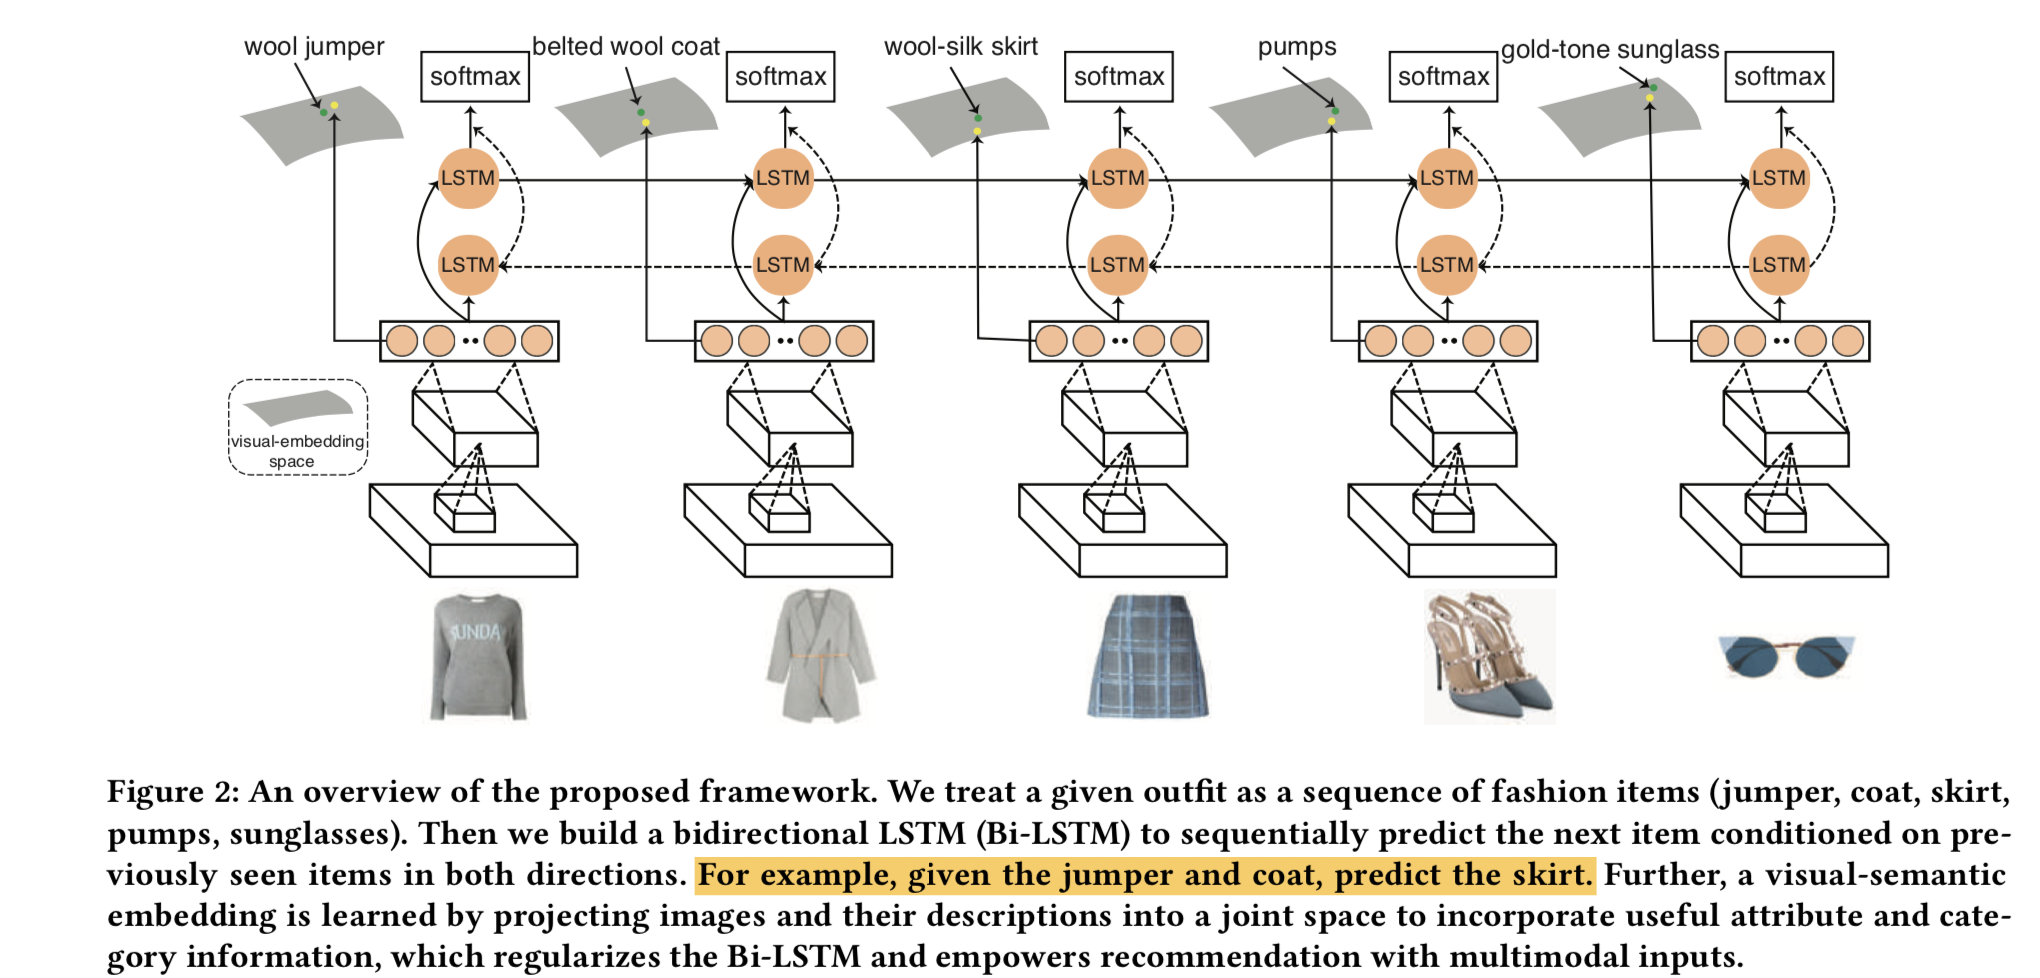 wool jumper
softmax
belted wool coat
softmax
wool-silk skirt
softmax
pumps
softmax
gold-tone sunglass
softmax
LSTM
LSTM
LSTM
LSTM
LSTM
LSTM
LSTM
LSTM
LSTM
LSTM
visual-embedding
space
SUNDA
Figure 2: An overview of the proposed framework. We treat a given outfit as a sequence of fashion items (jumper, coat, skirt,
pumps, sunglasses). Then we build a bidirectional LSTM (Bi-LSTM) to sequentially predict the next item conditioned on pre-
viously seen items in both directions. For example, given the jumper and coat, predict the skirt. Further, a visual-semantic
embedding is learned by projecting images and their descriptions into a joint space to incorporate useful attribute and cate-
gory information, which regularizes the Bi-LSTM and empowers recommendation with multimodal inputs.